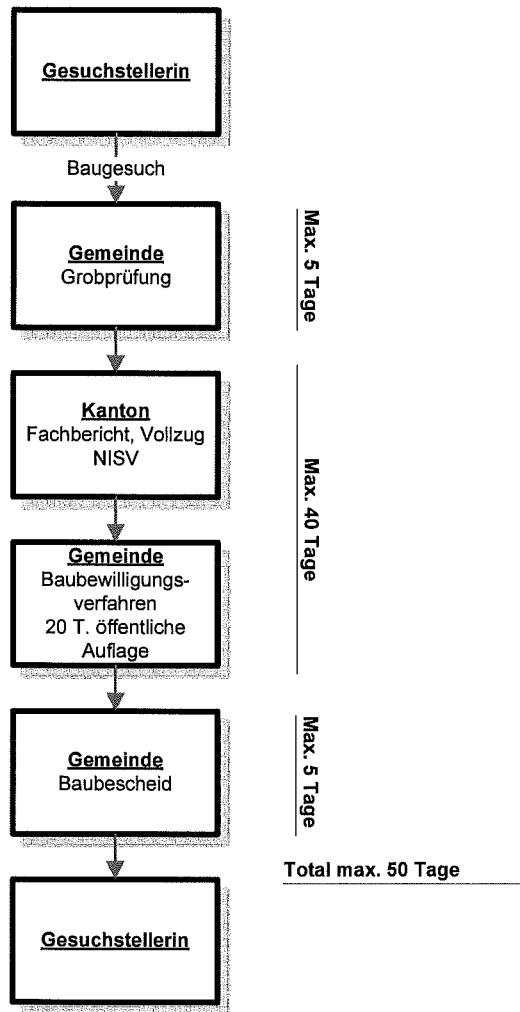 Gesuchstellerin
Baugesuch
Gemeinde
Grobprüfung
Max. 5 Tage
Kanton
Fachbericht, Vollzug
NISV
Max. 40 Tage
Gemeinde
Baubewilligungs-
verfahren
20 T. öffentliche
Auflage
Gemeinde
Baubescheid
Max. 5 Tage
Total max. 50 Tage
Gesuchstellerin